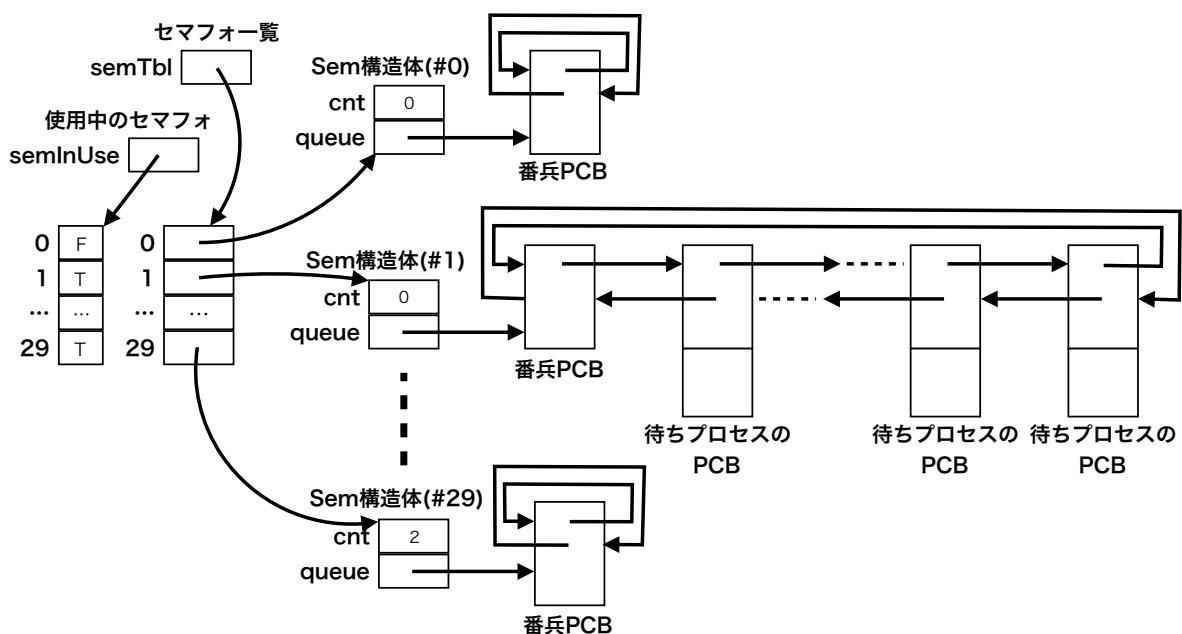 セマフォ一覧
semTbl
使用中のセマフォ
semInUse
0 F
1 T
... ...
29 T
0
1
... ...
29
Sem構造体(#0)
cnt 0
queue
番兵PCB
Sem構造体(#1)
cnt 0
queue
番兵PCB
待ちプロセスの
PCB
待ちプロセスの
PCB
待ちプロセスの
PCB
Sem構造体(#29)
cnt 2
queue
番兵PCB